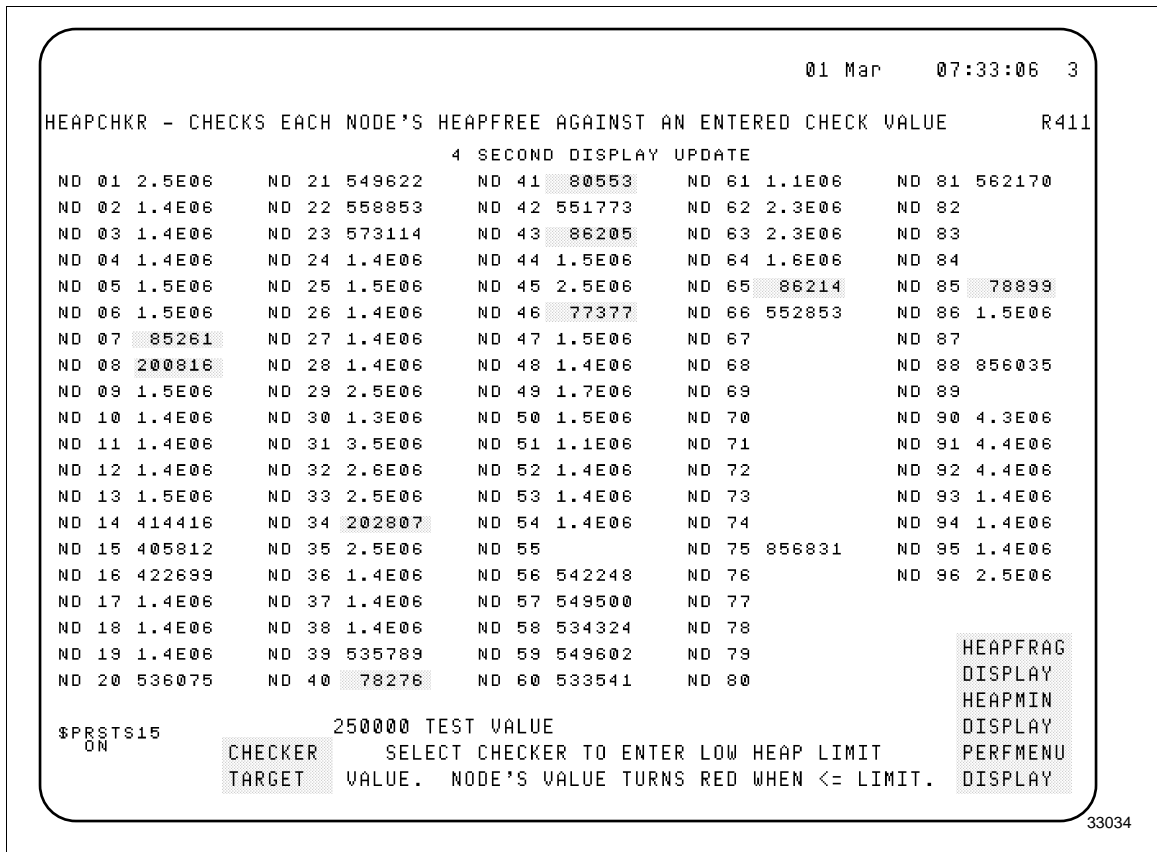 01 Mar 07:33:06 3
HEAPCHKR - CHECKS EACH NODE'S HEAPFREE AGAINST AN ENTERED CHECK VALUE R411
4 SECOND DISPLAY UPDATE
ND 01 2.5E06 ND 21 549622 ND 41 80553 ND 61 1.1E06 ND 81 562170
ND 02 1.4E06 ND 22 558853 ND 42 551773 ND 62 2.3E06 ND 82
ND 03 1.4E06 ND 23 573114 ND 43 86205 ND 63 2.3E06 ND 83
ND 04 1.4E06 ND 24 1.4E06 ND 44 1.5E06 ND 64 1.6E06 ND 84
ND 05 1.5E06 ND 25 1.5E06 ND 45 2.5E06 ND 65 86214 ND 85 78899
ND 06 1.5E06 ND 26 1.4E06 ND 46 77377 ND 66 552853 ND 86 1.5E06
ND 07 85261 ND 27 1.4E06 ND 47 1.5E06 ND 67 ND 87
ND 08 200816 ND 28 1.4E06 ND 48 1.4E06 ND 68 ND 88 856035
ND 09 1.5E06 ND 29 2.5E06 ND 49 1.7E06 ND 69 ND 89
ND 10 1.4E06 ND 30 1.3E06 ND 50 1.5E06 ND 70 ND 90 4.3E06
ND 11 1.4E06 ND 31 3.5E06 ND 51 1.1E06 ND 71 ND 91 4.4E06
ND 12 1.4E06 ND 32 2.6E06 ND 52 1.4E06 ND 72 ND 92 4.4E06
ND 13 1.5E06 ND 33 2.5E06 ND 53 1.4E06 ND 73 ND 93 1.4E06
ND 14 414416 ND 34 202807 ND 54 1.4E06 ND 74 ND 94 1.4E06
ND 15 405812 ND 35 2.5E06 ND 55 ND 75 856831 ND 95 1.4E06
ND 16 422699 ND 36 1.4E06 ND 56 542248 ND 76 ND 96 2.5E06
ND 17 1.4E06 ND 37 1.4E06 ND 57 549500 ND 77
ND 18 1.4E06 ND 38 1.4E06 ND 58 534324 ND 78
ND 19 1.4E06 ND 39 535789 ND 59 549602 ND 79
ND 20 536075 ND 40 78276 ND 60 533541 ND 80
HEAPFRAG
DISPLAY
HEAPMIN
DISPLAY
PERFMENU
DISPLAY
$PRSTS15
ON
250000 TEST VALUE
CHECKER
TARGET
SELECT CHECKER TO ENTER LOW HEAP LIMIT
VALUE. NODE'S VALUE TURNS RED WHEN <= LIMIT.
33034